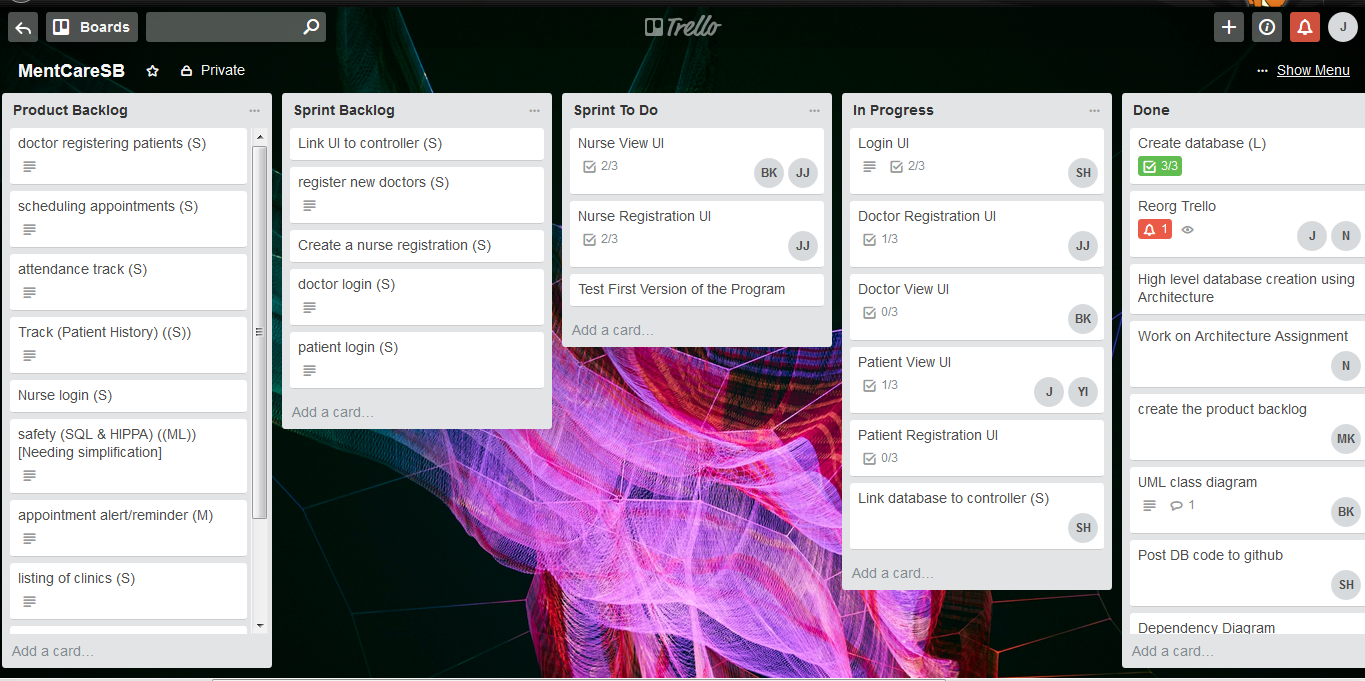 Boards
Trello
J
MentCareSB
Private
... Show Menu
Product Backlog
doctor registering patients (S)
scheduling appointments (S)
attendance track (S)
Track (Patient History) ((S))
Nurse login (S)
safety (SQL & HIPPA) ((ML))
[Needing simplification]
appointment alert/reminder (M)
listing of clinics (S)
Add a card...
Sprint Backlog
Link UI to controller (S)
register new doctors (S)
Create a nurse registration (S)
doctor login (S)
patient login (S)
Add a card...
Sprint To Do
Nurse View UI
2/3
BK JJ
Nurse Registration UI
2/3
JJ
Test First Version of the Program
Add a card...
In Progress
Login UI
2/3
SH
Doctor Registration UI
1/3
JJ
Doctor View UI
0/3
BK
Patient View UI
1/3
J YI
Patient Registration UI
0/3
Link database to controller (S)
SH
Add a card...
Done
Create database (L)
3/3
Reorg Trello
1
J N
High level database creation using
Architecture
Work on Architecture Assignment
N
create the product backlog
MK
UML class diagram
1
BK
Post DB code to github
SH
Dependency Diagram
Add a card...